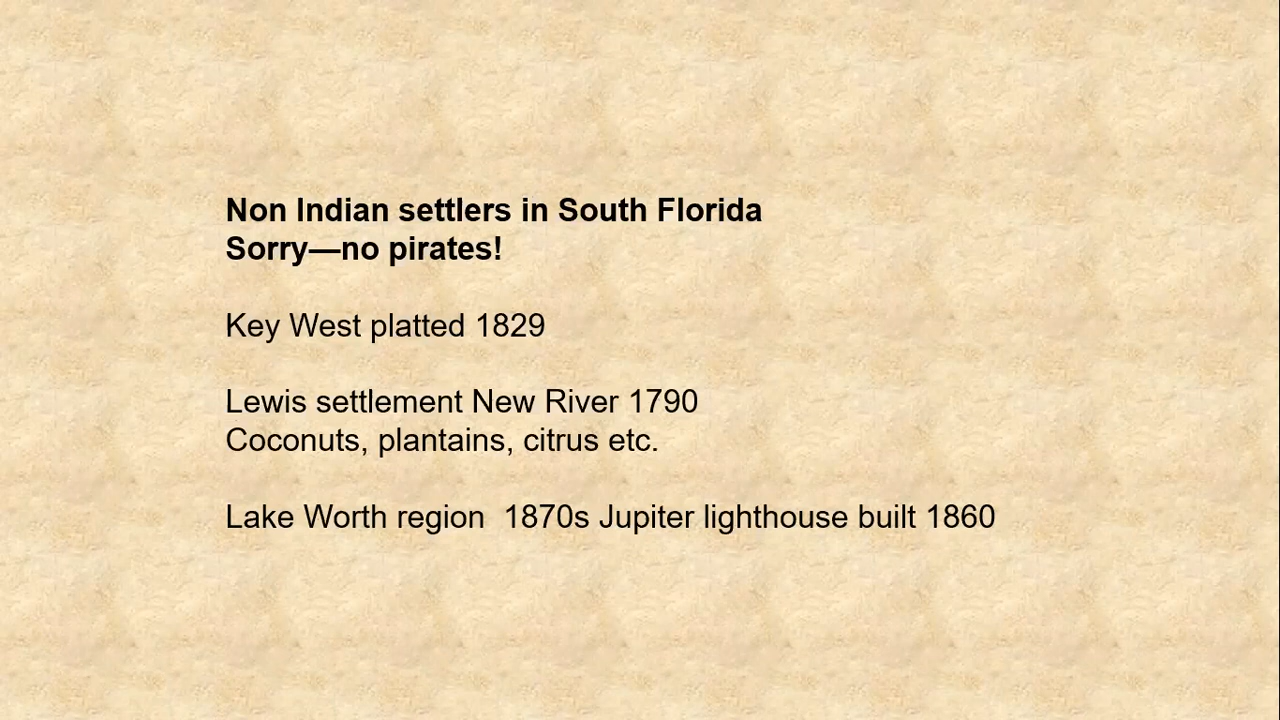 Non Indian settlers in South Florida
Sorry—no pirates!
Key West platted 1829
Lewis settlement New River 1790
Coconuts, plantains, citrus etc.
Lake Worth region  1870s Jupiter lighthouse built 1860